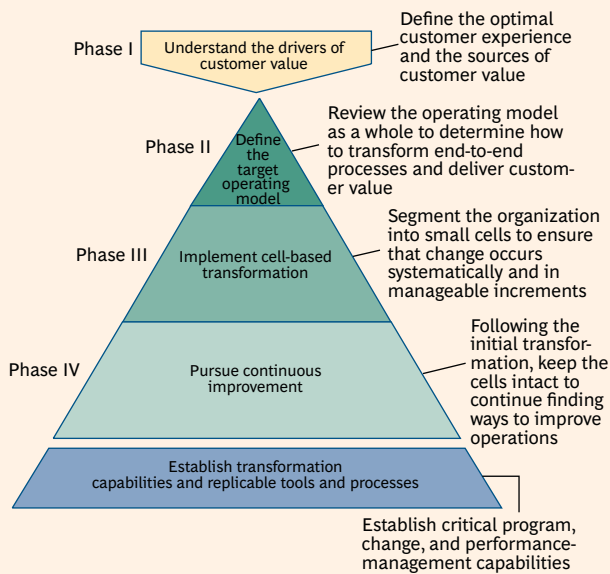 Phase I
Understand the drivers of
customer value
Define the optimal
customer experience
and the sources of
customer value
Phase II
Define
the
target
operating
model
Review the operating model
as a whole to determine how
to transform end-to-end
processes and deliver custom-
er value
Phase III
Implement cell-based
transformation
Segment the organization
into small cells to ensure
that change occurs
systematically and in
manageable increments
Phase IV
Pursue continuous
improvement
Following the
initial transfor-
mation, keep the
cells intact to
continue finding
ways to improve
operations
Establish transformation
capabilities and replicable tools and processes
Establish critical program,
change, and performance-
management capabilities